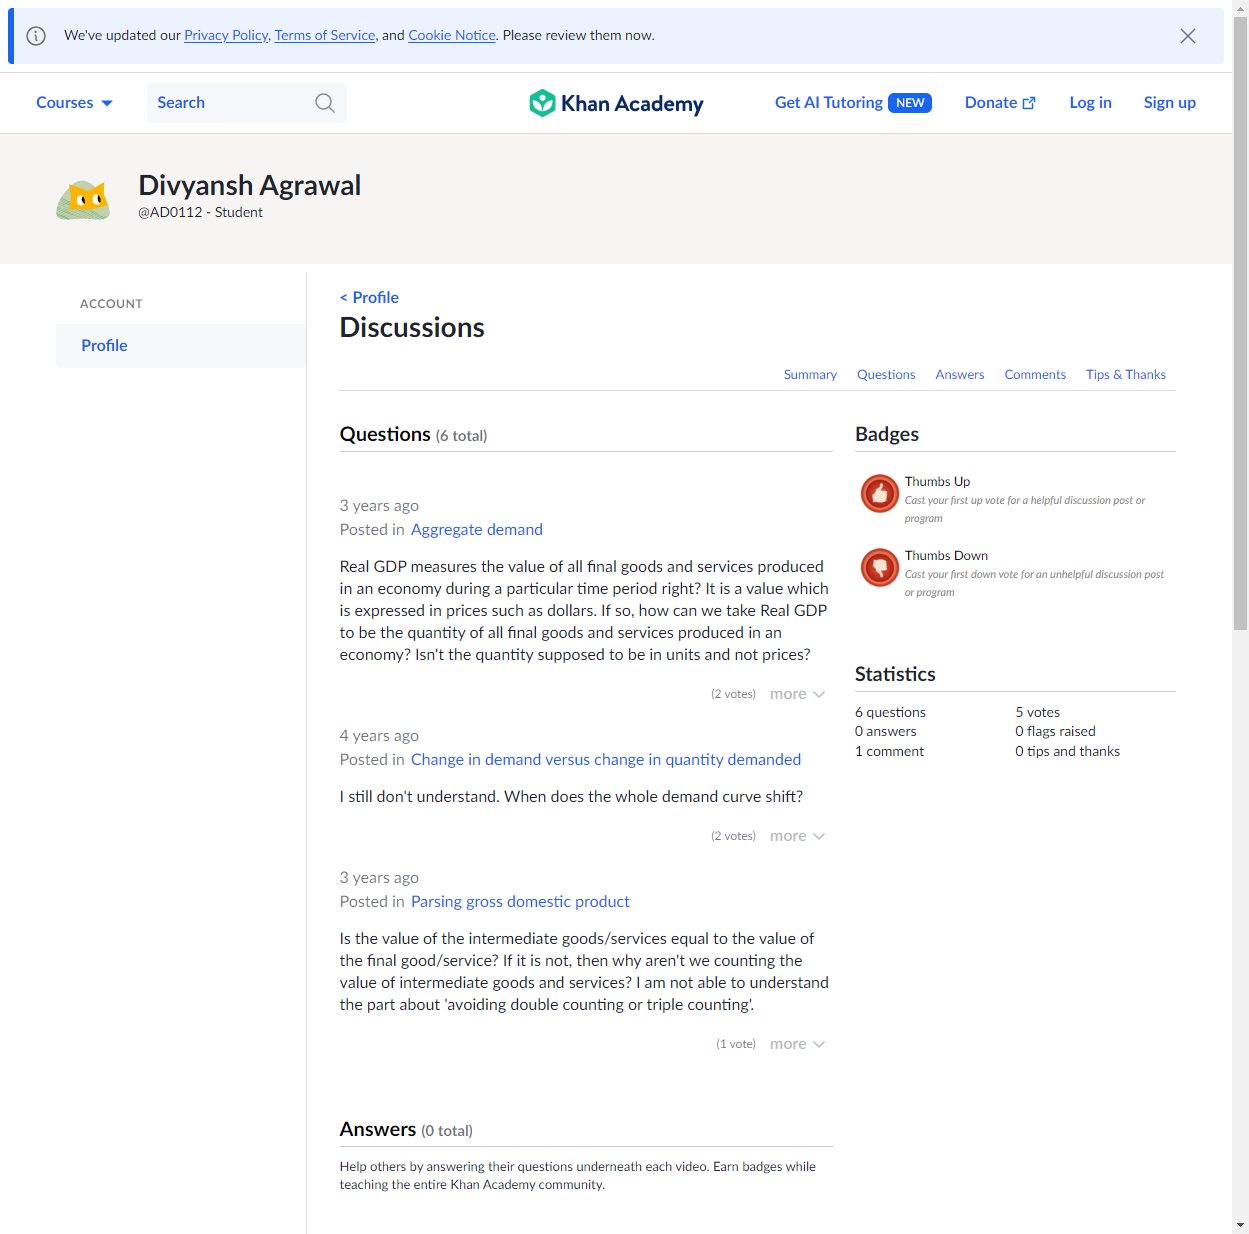 We've updated our Privacy Policy, Terms of Service, and Cookie Notice. Please review them now.
Courses
Search
Khan Academy
Get AI Tutoring NEW
Donate
Log in
Sign up
Divyansh Agrawal
@AD0112 - Student
ACCOUNT
Profile
< Profile
Discussions
Summary
Questions
Answers
Comments
Tips & Thanks
Questions (6 total)
3 years ago
Posted in Aggregate demand
Real GDP measures the value of all final goods and services produced
in an economy during a particular time period right? It is a value which
is expressed in prices such as dollars. If so, how can we take Real GDP
to be the quantity of all final goods and services produced in an
economy? Isn't the quantity supposed to be in units and not prices?
(2 votes) more
4 years ago
Posted in Change in demand versus change in quantity demanded
I still don't understand. When does the whole demand curve shift?
(2 votes) more
3 years ago
Posted in Parsing gross domestic product
Is the value of the intermediate goods/services equal to the value of
the final good/service? If it is not, then why aren't we counting the
value of intermediate goods and services? I am not able to understand
the part about 'avoiding double counting or triple counting'.
(1 vote) more
Answers (0 total)
Help others by answering their questions underneath each video. Earn badges while
teaching the entire Khan Academy community.
Badges
Thumbs Up
Cast your first up vote for a helpful discussion post or
program
Thumbs Down
Cast your first down vote for an unhelpful discussion post
or program
Statistics
6 questions
5 votes
0 answers
0 flags raised
1 comment
0 tips and thanks